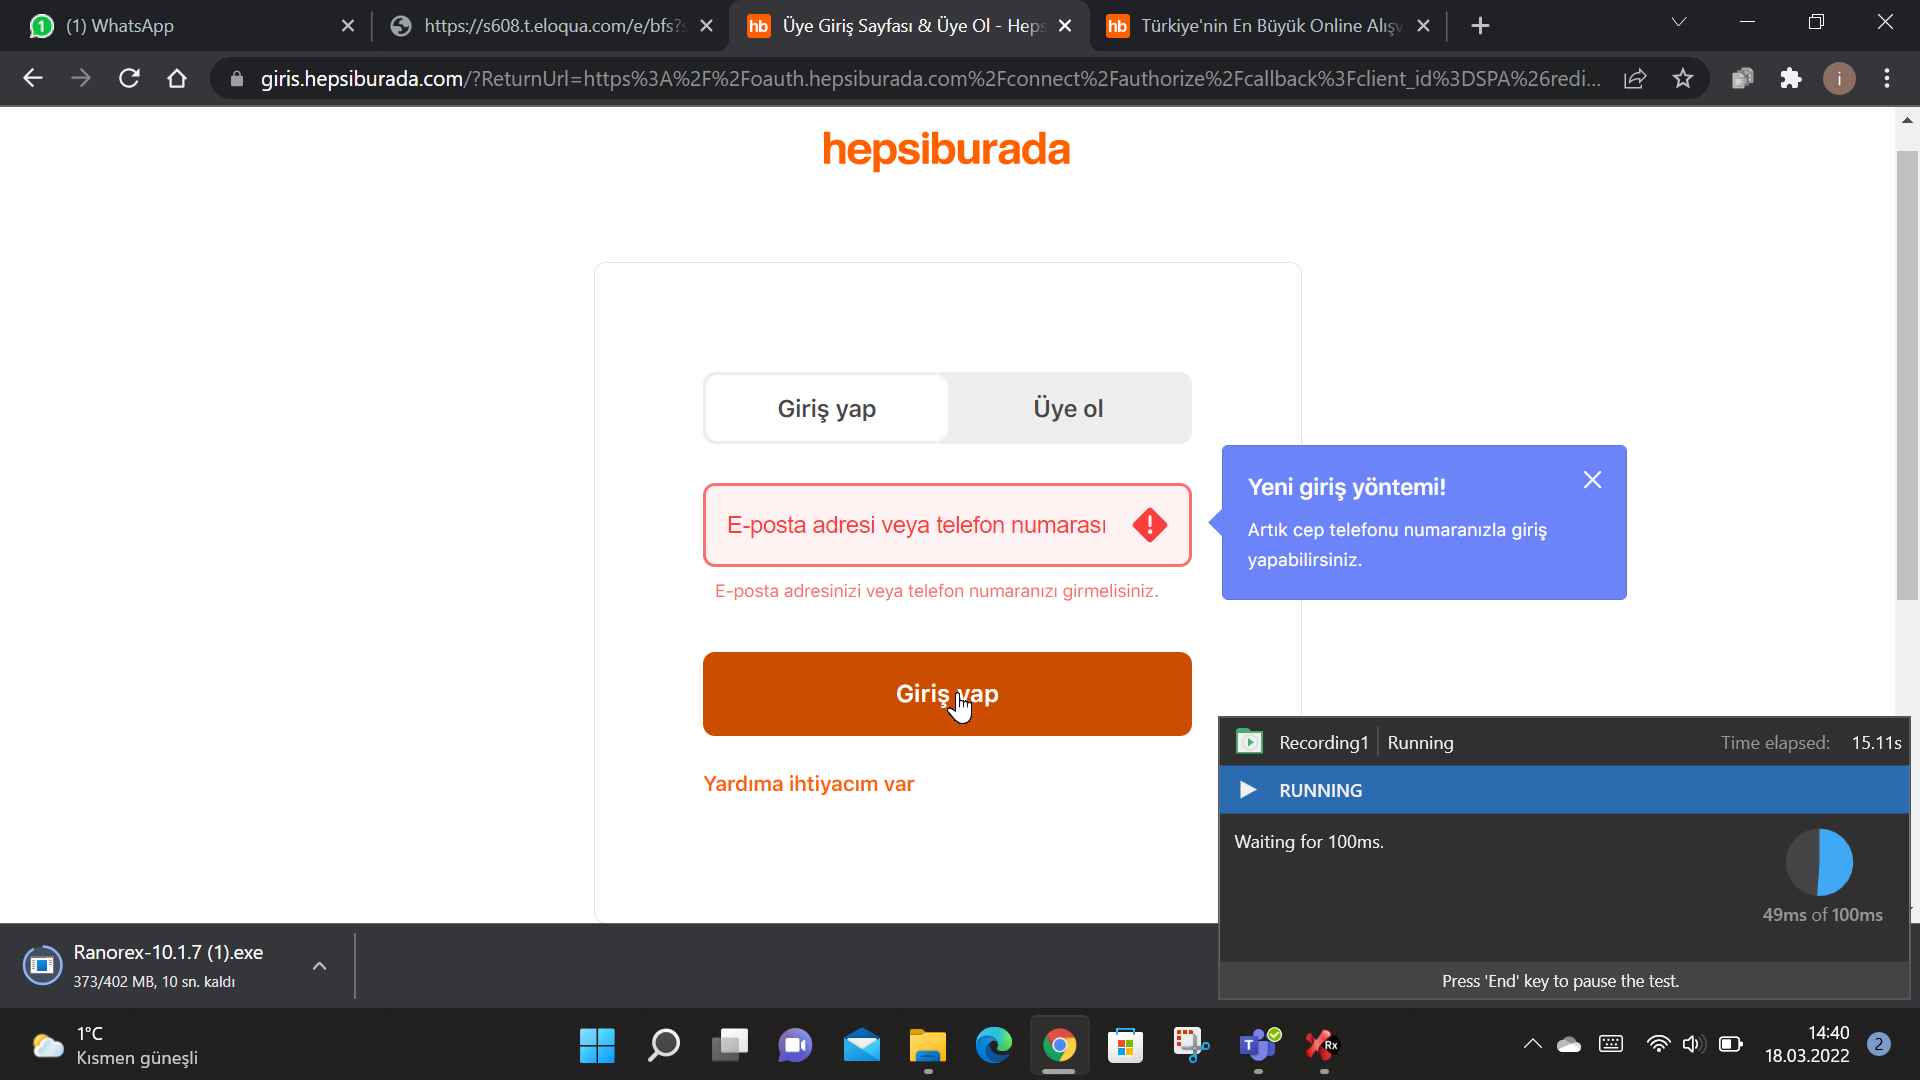 (1) WhatsApp
https://s608.t.eloqua.com/e/bfs?s
hb Üye Giriş Sayfası & Üye Ol - Heps
hb Türkiye'nin En Büyük Online Alışv
giris.hepsiburada.com/?ReturnUrl=https%3A%2F%2Foauth.hepsiburada.com%2Fconnect%2Fauthorize%2Fcallback%3Fclient_id%3DSPA%26redi...
i
hepsiburada
Giriş yap
Üye ol
E-posta adresi veya telefon numarası
E-posta adresinizi veya telefon numaranızı girmelisiniz.
Yeni giriş yöntemi!
Artık cep telefonu numaranızla giriş
yapabilirsiniz.
Giriş yap
Yardıma ihtiyacım var
Recording1 Running
Time elapsed: 15.11s
RUNNING
Waiting for 100ms.
49ms of 100ms
Press 'End' key to pause the test.
Ranorex-10.1.7 (1).exe
373/402 MB, 10 sn. kaldı
1°C
Kısmen güneşli
T
Rx
14:40
18.03.2022
2